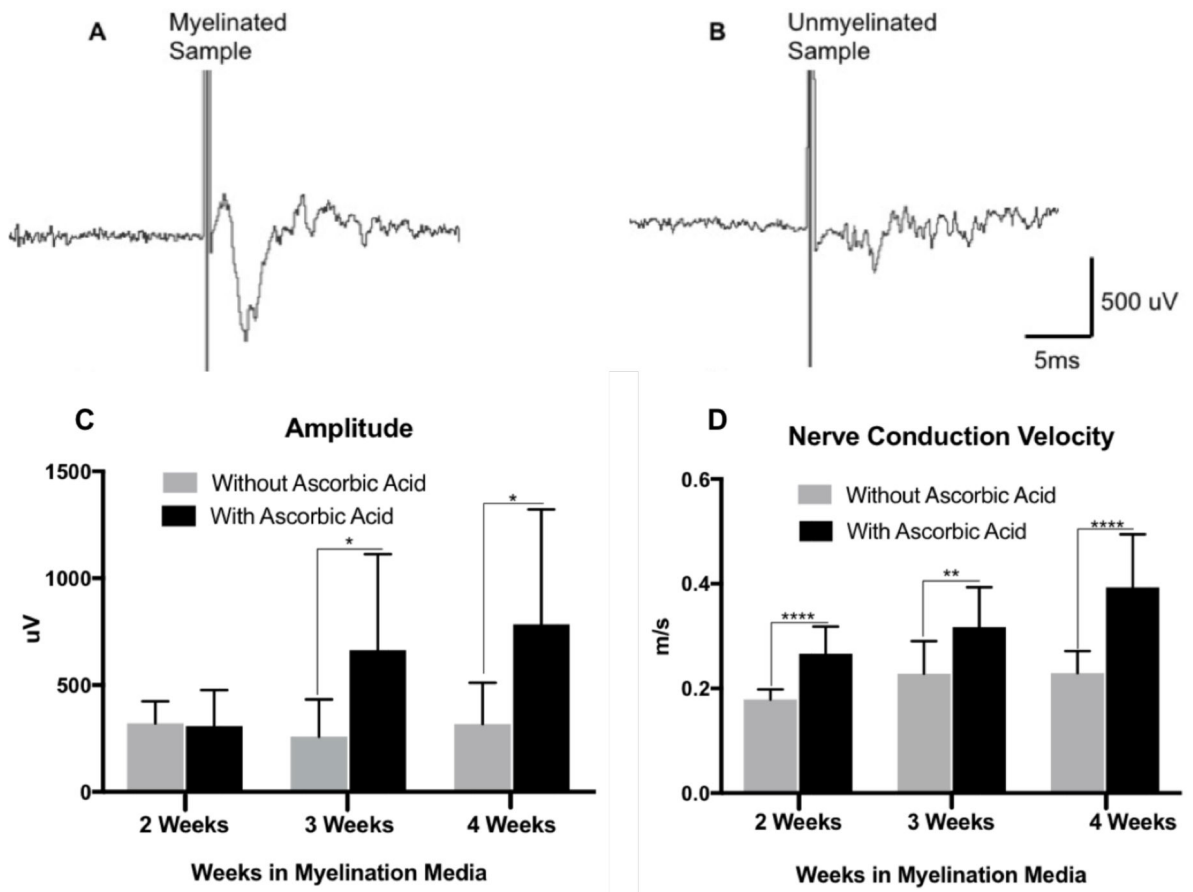 A
Myelinated
Sample
B
Unmyelinated
Sample
500 uV
5ms
C
Amplitude
Without Ascorbic Acid
With Ascorbic Acid
1500
1000
500
0
uV
*
*
2 Weeks
3 Weeks
4 Weeks
Weeks in Myelination Media
D
Nerve Conduction Velocity
Without Ascorbic Acid
With Ascorbic Acid
0.6
0.4
0.2
0.0
m/s
****
**
****
2 Weeks
3 Weeks
4 Weeks
Weeks in Myelination Media